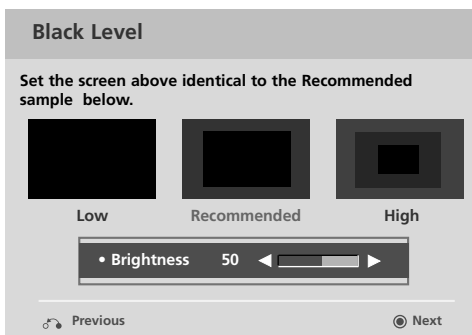 Black Level
Set the screen above identical to the Recommended
sample below.
Low Recommended High
• Brightness 50 ◀ ▶
Previous Next